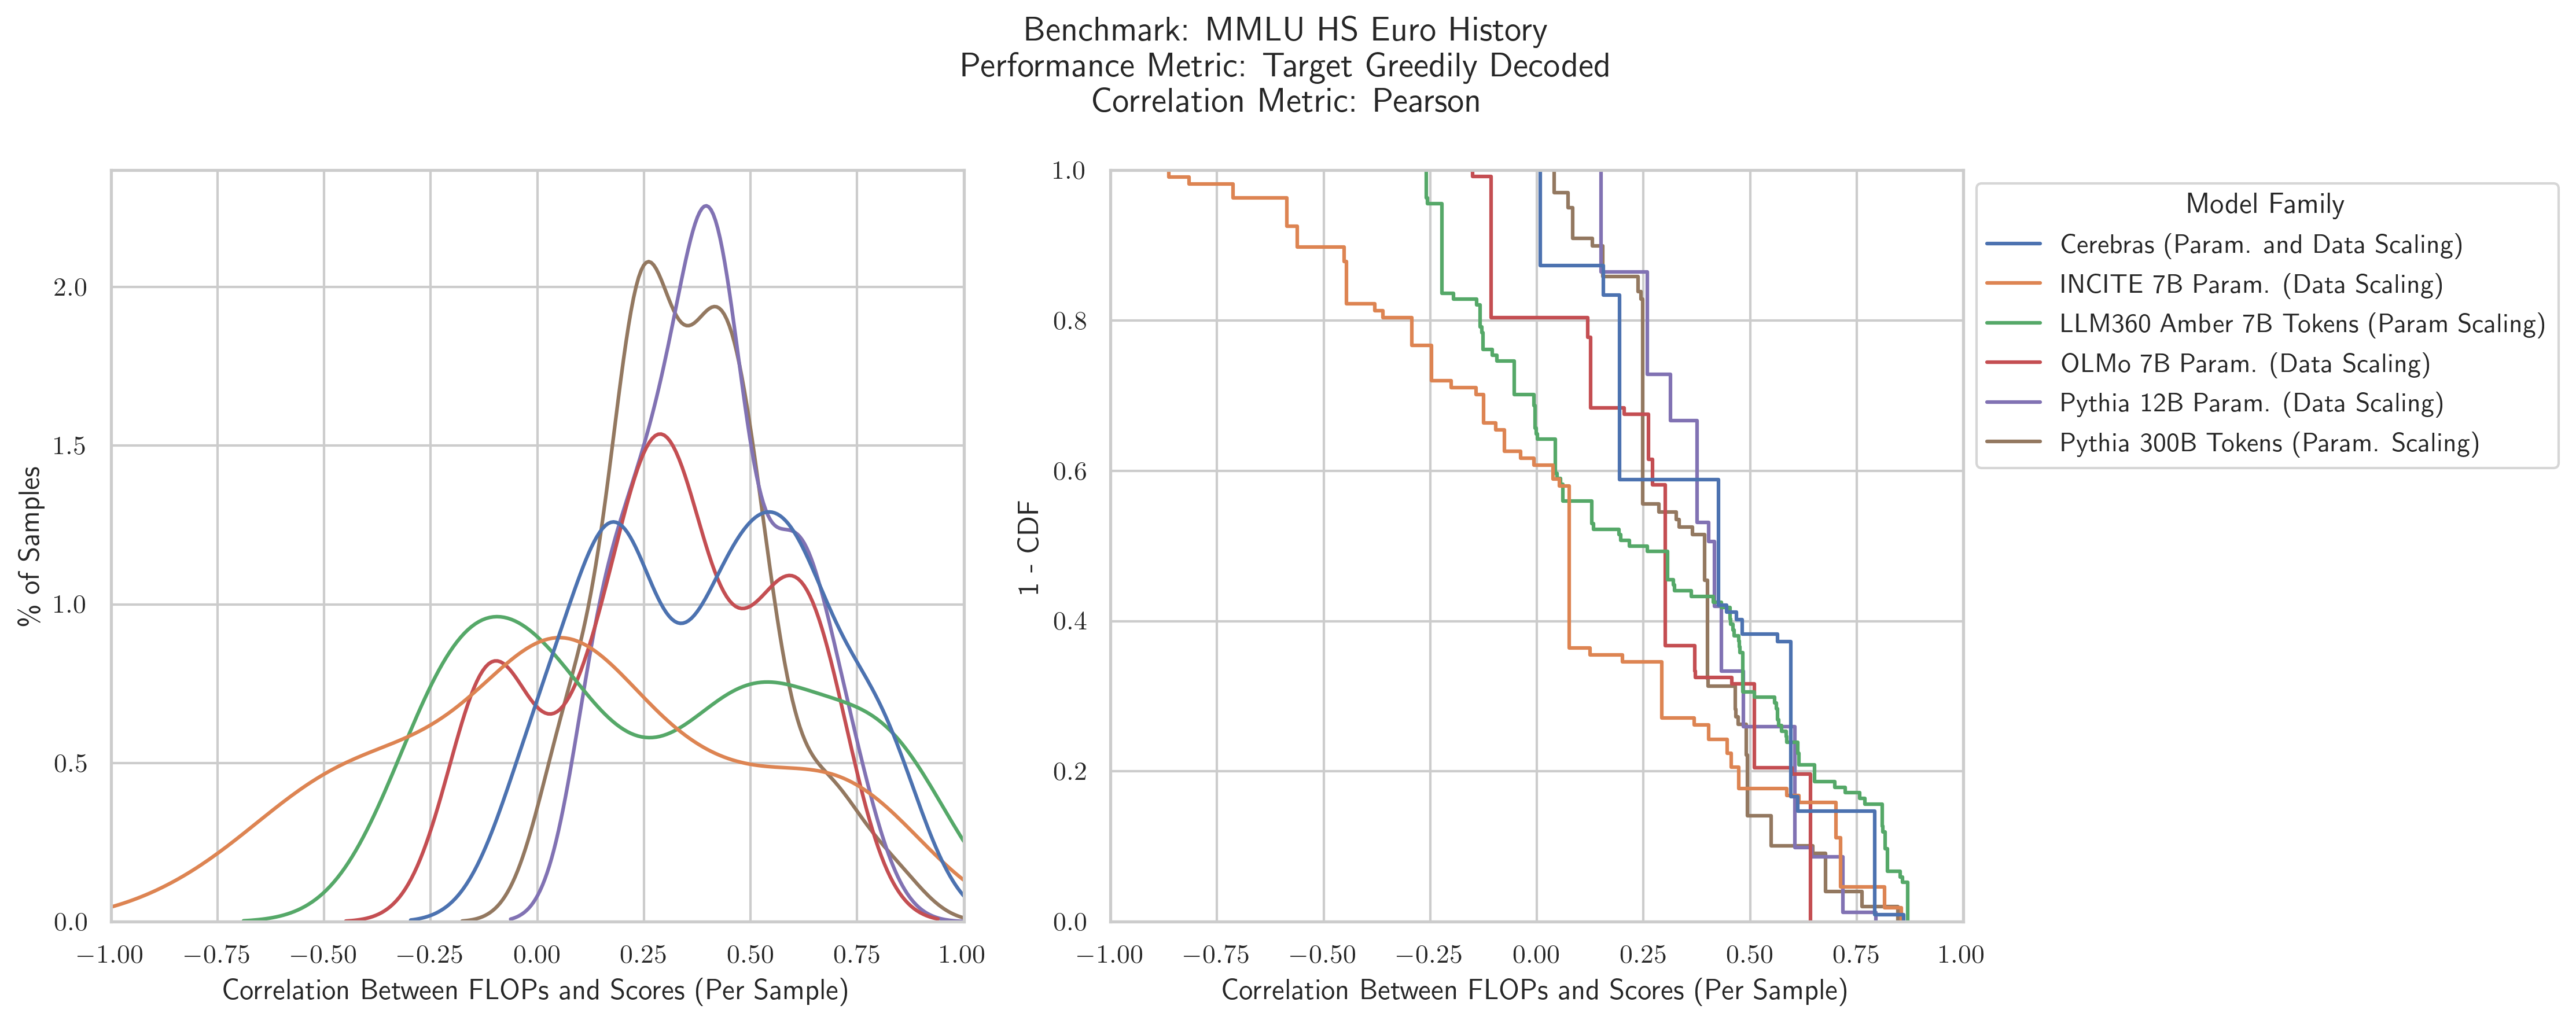 Benchmark: MMLU HS Euro History
Performance Metric: Target Greedily Decoded
Correlation Metric: Pearson
% of Samples
2.0
1.5
1.0
0.5
0.0
−1.00 −0.75 −0.50 −0.25 0.00 0.25 0.50 0.75 1.00
Correlation Between FLOPs and Scores (Per Sample)
1 - CDF
1.0
0.8
0.6
0.4
0.2
0.0
−1.00 −0.75 −0.50 −0.25 0.00 0.25 0.50 0.75 1.00
Correlation Between FLOPs and Scores (Per Sample)
Model Family
Cerebras (Param. and Data Scaling)
INCITE 7B Param. (Data Scaling)
LLM360 Amber 7B Tokens (Param Scaling)
OLMo 7B Param. (Data Scaling)
Pythia 12B Param. (Data Scaling)
Pythia 300B Tokens (Param. Scaling)